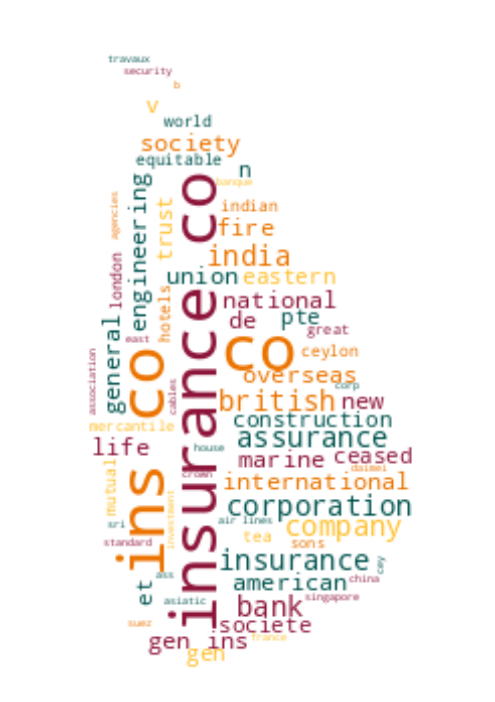 travaux
security
b
v
world
society
equitable
n
banque
engineering
insurance co
trust
agencies
indian
fire
india
london
union
eastern
hotels
national
general
de
pte
great
east
co
ceylon
ins co
association
overseas
corp
cables
british
new
construction
mercantile
assurance
life
house
marine
ceased
daimei
crown
mutual
international
investment
corporation
sri
air lines
company
tea
standard
sons
insurance
cey
ass
american
china
et
asiatic
bank
singapore
suez
societe
gen ins
france
gen